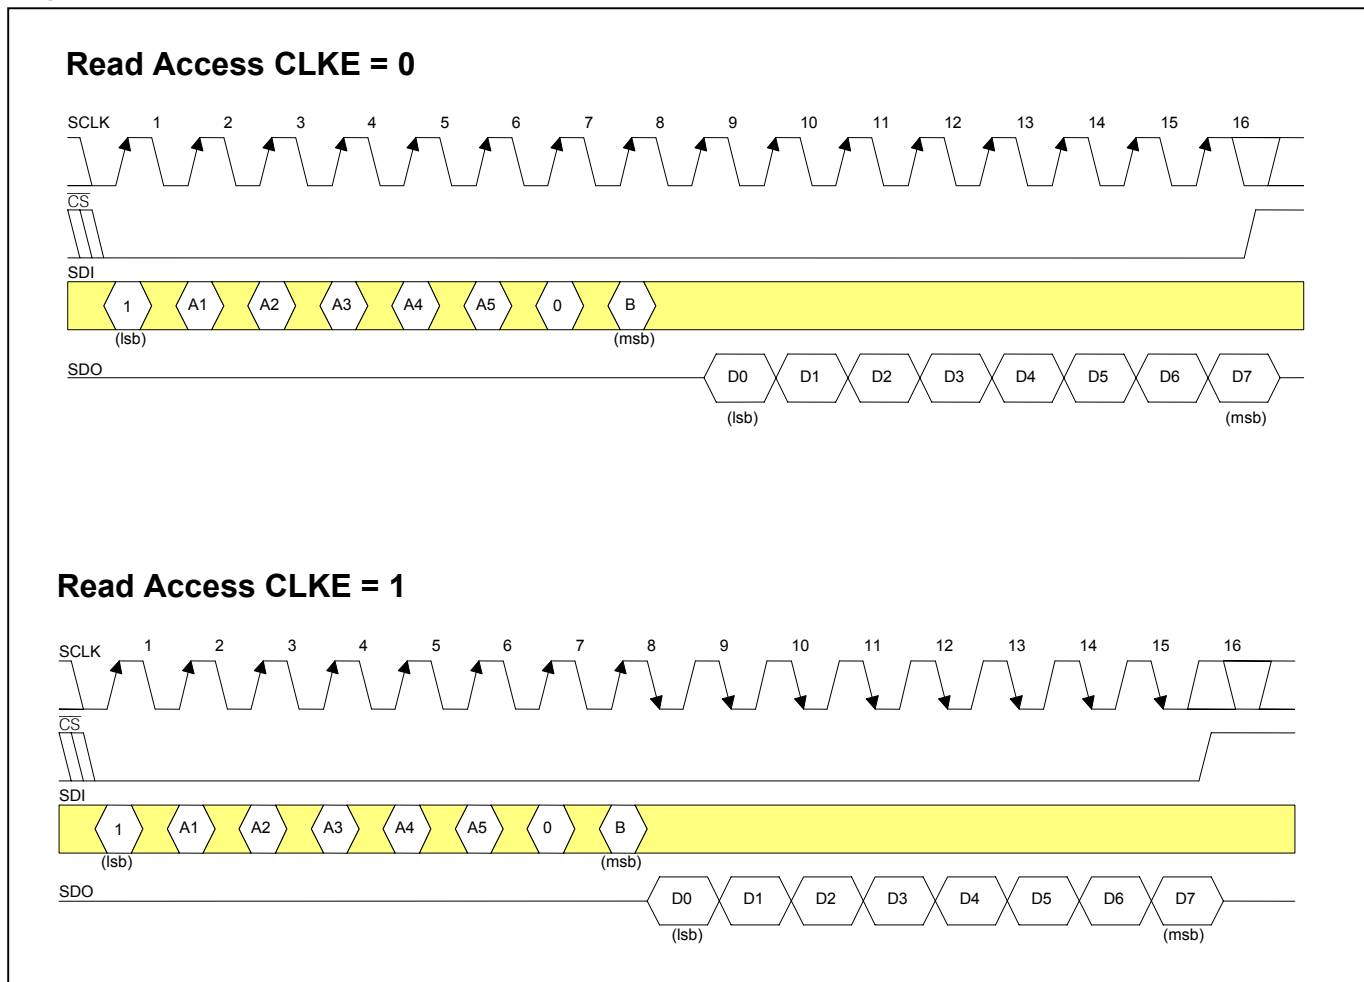 Read Access CLKE = 0
SCLK 1 2 3 4 5 6 7 8 9 10 11 12 13 14 15 16
CS
SDI
1 A1 A2 A3 A4 A5 0 B
(lsb) (msb)
SDO
D0 D1 D2 D3 D4 D5 D6 D7
(lsb) (msb)
Read Access CLKE = 1
SCLK 1 2 3 4 5 6 7 8 9 10 11 12 13 14 15 16
CS
SDI
1 A1 A2 A3 A4 A5 0 B
(lsb) (msb)
SDO
D0 D1 D2 D3 D4 D5 D6 D7
(lsb) (msb)